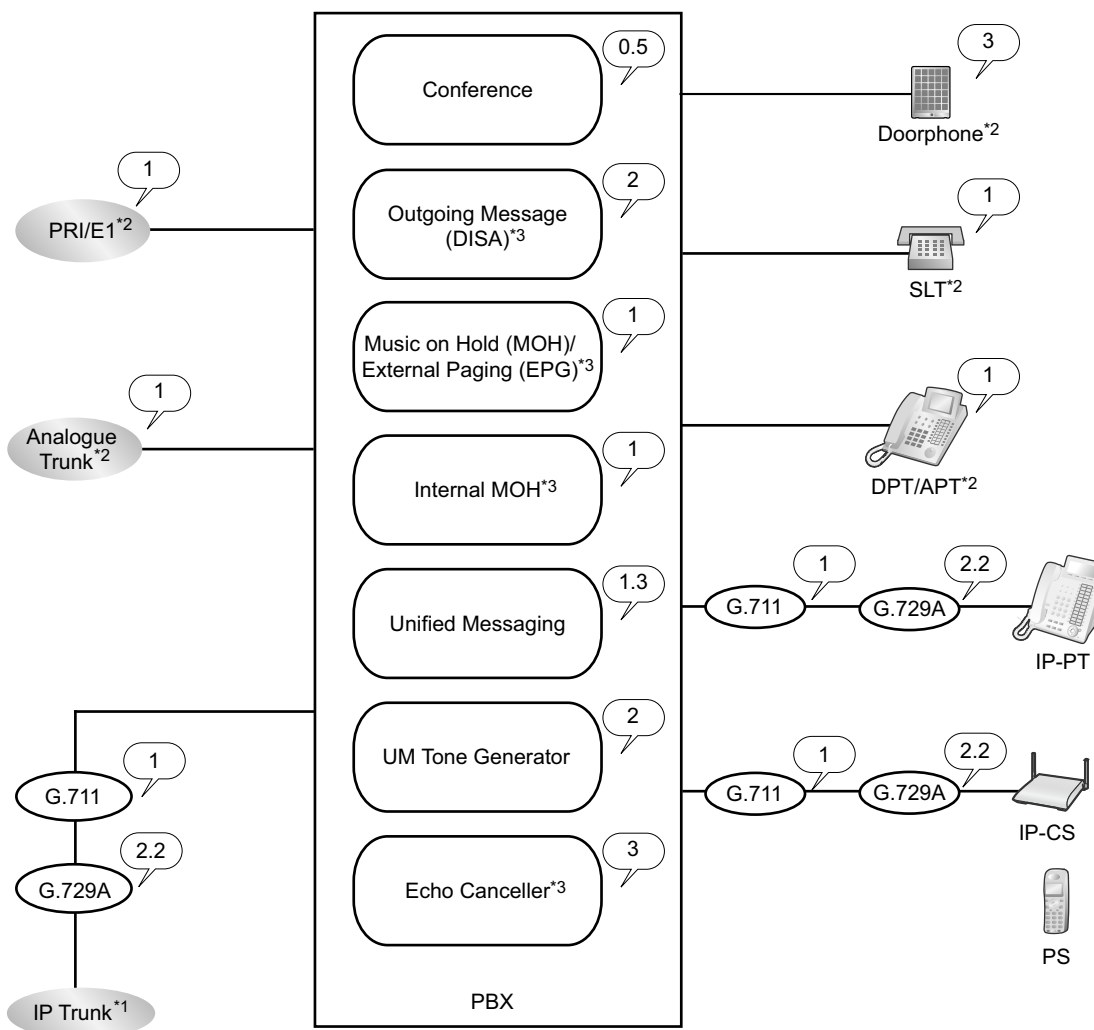 PRI/E1*2
1
Analogue
Trunk*2
1
G.711
1
G.729A
2.2
IP Trunk*1
Conference
0.5
Outgoing Message
(DISA)*3
2
Music on Hold (MOH)/
External Paging (EPG)*3
1
Internal MOH*3
1
Unified Messaging
1.3
UM Tone Generator
2
Echo Canceller*3
3
PBX
3
Doorphone*2
1
SLT*2
1
DPT/APT*2
G.711
1
G.729A
2.2
IP-PT
G.711
1
G.729A
2.2
IP-CS
PS